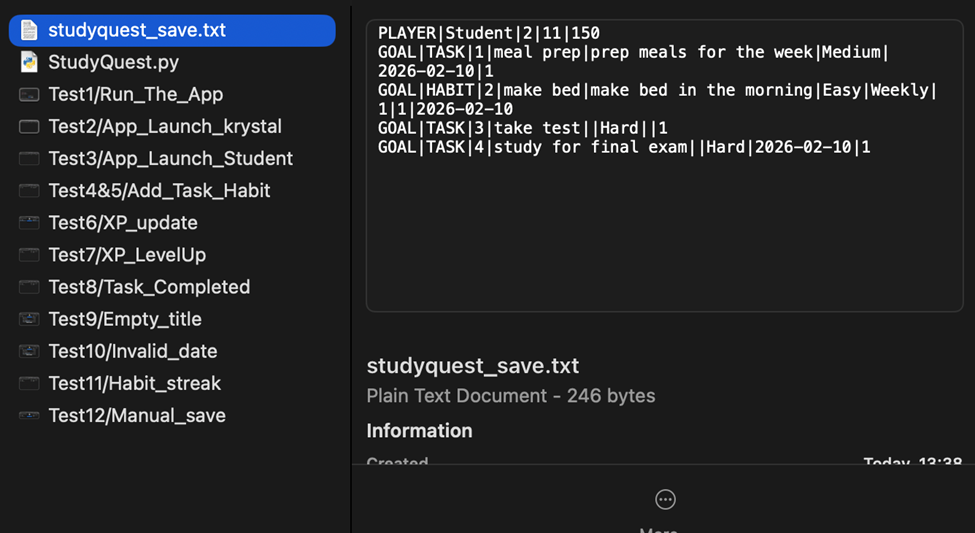 studyquest_save.txt
StudyQuest.py
Test1/Run_The_App
Test2/App_Launch_krystal
Test3/App_Launch_Student
Test4&5/Add_Task_Habit
Test6/XP_update
Test7/XP_LevelUp
Test8/Task_Completed
Test9/Empty_title
Test10/Invalid_date
Test11/Habit_streak
Test12/Manual_save
PLAYER|Student|2|11|150
GOAL|TASK|1|meal prep|prep meals for the week|Medium|
2026-02-10|1
GOAL|HABIT|2|make bed|make bed in the morning|Easy|Weekly|
1|1|2026-02-10
GOAL|TASK|3|take test||Hard||1
GOAL|TASK|4|study for final exam||Hard|2026-02-10|1
studyquest_save.txt
Plain Text Document - 246 bytes
Information
Created Today, 13:38
More